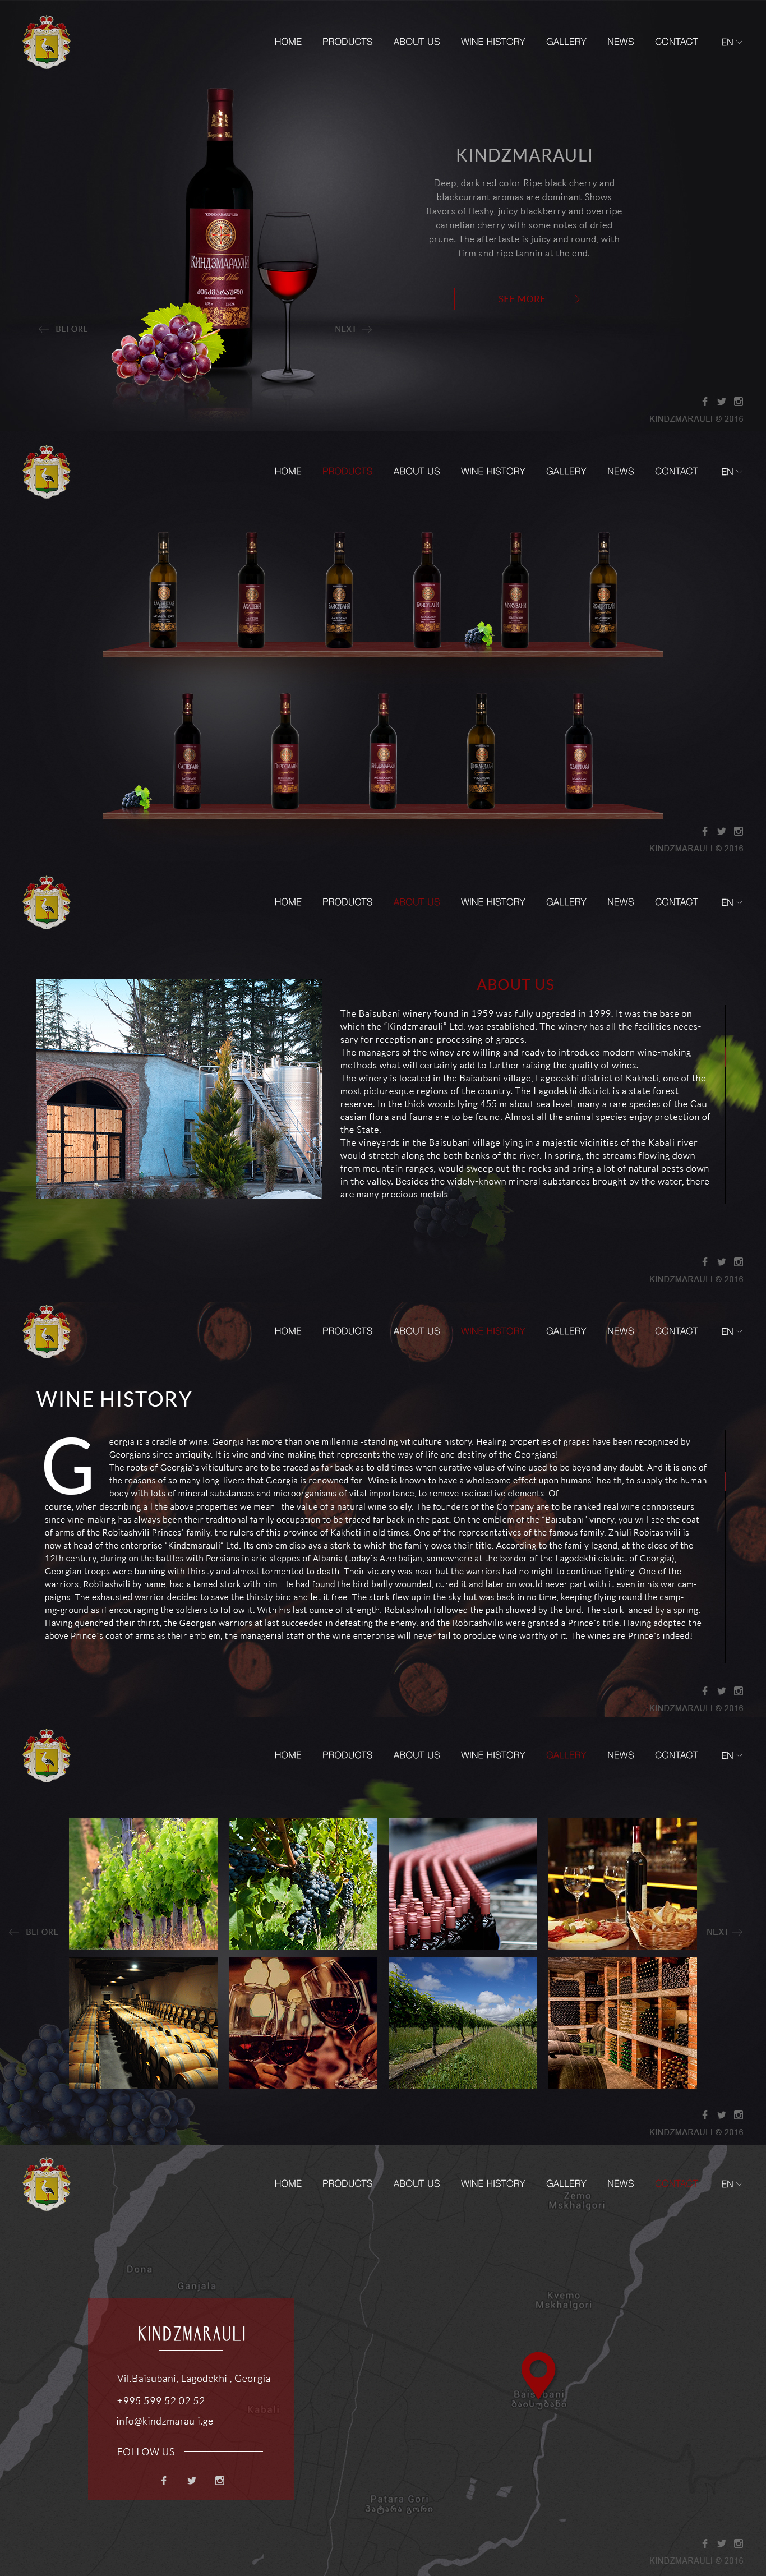 HOME PRODUCTS ABOUT US WINE HISTORY GALLERY NEWS CONTACT EN
KINDZMARAULI
Deep, dark red color Ripe black cherry and
blackcurrant aromas are dominant Shows
flavors of fleshy, juicy blackberry and overripe
carnelian cherry with some notes of dried
prune. The aftertaste is juicy and round, with
firm and ripe tannin at the end.
SEE MORE
КИНДЗМАРАУЛИ
Georgian Wine
ქინძმარაული
BEFORE
NEXT
KINDZMARAULI © 2016
HOME PRODUCTS ABOUT US WINE HISTORY GALLERY NEWS CONTACT EN
KINDZMARAULI © 2016
HOME PRODUCTS ABOUT US WINE HISTORY GALLERY NEWS CONTACT EN
ABOUT US
The Baisubani winery found in 1959 was fully upgraded in 1999. It was the base on
which the “Kindzmarauli” Ltd. was established. The winery has all the facilities neces-
sary for reception and processing of grapes.
The managers of the winey are willing and ready to introduce modern wine-making
methods what will certainly add to further raising the quality of wines.
The winery is located in the Baisubani village, Lagodekhi district of Kakheti, one of the
most picturesque regions of the country. The Lagodekhi district is a state forest
reserve. In the thick woods lying 455 m about sea level, many a rare species of the Cau-
casian flora and fauna are to be found. Almost all the animal species enjoy protection of
the State.
The vineyards in the Baisubani village lying in a majestic vicinities of the Kabali river
would stretch along the both banks of the river. In spring, the streams flowing down
from mountain ranges, would sweep out the rocks and bring a lot of natural pests down
in the valley. Besides the widely-known mineral substances brought by the water, there
are many precious metals
KINDZMARAULI © 2016
HOME PRODUCTS ABOUT US WINE HISTORY GALLERY NEWS CONTACT EN
WINE HISTORY
Georgia is a cradle of wine. Georgia has more than one millennial-standing viticulture history. Healing properties of grapes have been recognized by
Georgians since antiquity. It is vine and vine-making that represents the way of life and destiny of the Georgians!
The roots of Georgia`s viticulture are to be traced as far back as old times when curative value of wine used to be beyond any doubt. And it is one of
the reasons of so many long-lives that Georgia is renowned for! Wine is known to have a wholesome effect upon humans` health, to supply the human
body with lots of mineral substances and microorganisms of vital importance, to remove radioactive elements. Of
course, when describing all the above properties we mean the value of a natural wine solely. The founders of the Company are to be ranked real wine connoisseurs
since vine-making has always been their traditional family occupation to be traced far back in the past. On the emblem of the “Baisubani” vinery, you will see the coat
of arms of the Robitashvili Princes` family, the rulers of this province of Kakheti in old times. One of the representatives of the famous family, Zhiuli Robitashvili is
now at head of the enterprise “Kindzmarauli” Ltd. Its emblem displays a stork to which the family owes their title. According to the family legend, at the close of the
12th century, during on the battles with Persians in arid steppes of Albania (today`s Azerbaijan, somewhere at the border of the Lagodekhi district of Georgia),
Georgian troops were burning with thirsty and almost tormented to death. Their victory was near but the warriors had no might to continue fighting. One of the
warriors, Robitashvili by name, had a tamed stork with him. He had found the bird badly wounded, cured it and later on would never part with it even in his war cam-
paigns. The exhausted warrior decided to save the thirsty bird and let it free. The stork flew up in the sky but was back in no time, keeping flying round the camp-
ing-ground as if encouraging the soldiers to follow it. With his last ounce of strength, Robitashvili followed the path showed by the bird. The stork landed by a spring.
Having quenched their thirst, the Georgian warriors at last succeeded in defeating the enemy, and the Robitashvilis were granted a Prince`s title. Having adopted the
above Prince`s coat of arms as their emblem, the managerial staff of the wine enterprise will never fail to produce wine worthy of it. The wines are Prince`s indeed!
KINDZMARAULI © 2016
HOME PRODUCTS ABOUT US WINE HISTORY GALLERY NEWS CONTACT EN
BEFORE
NEXT
KINDZMARAULI © 2016
HOME PRODUCTS ABOUT US WINE HISTORY GALLERY NEWS CONTACT EN
Zemo
Mskhalgori
Dona
Ganjala
Kvemo
Mskhalgori
KINDZMARAULI
Vil.Baisubani, Lagodekhi , Georgia
+995 599 52 02 52
info@kindzmarauli.ge
Kabali
FOLLOW US
Baisubani
ბაისუბანი
Patara Gori
პატარა გორი
KINDZMARAULI © 2016